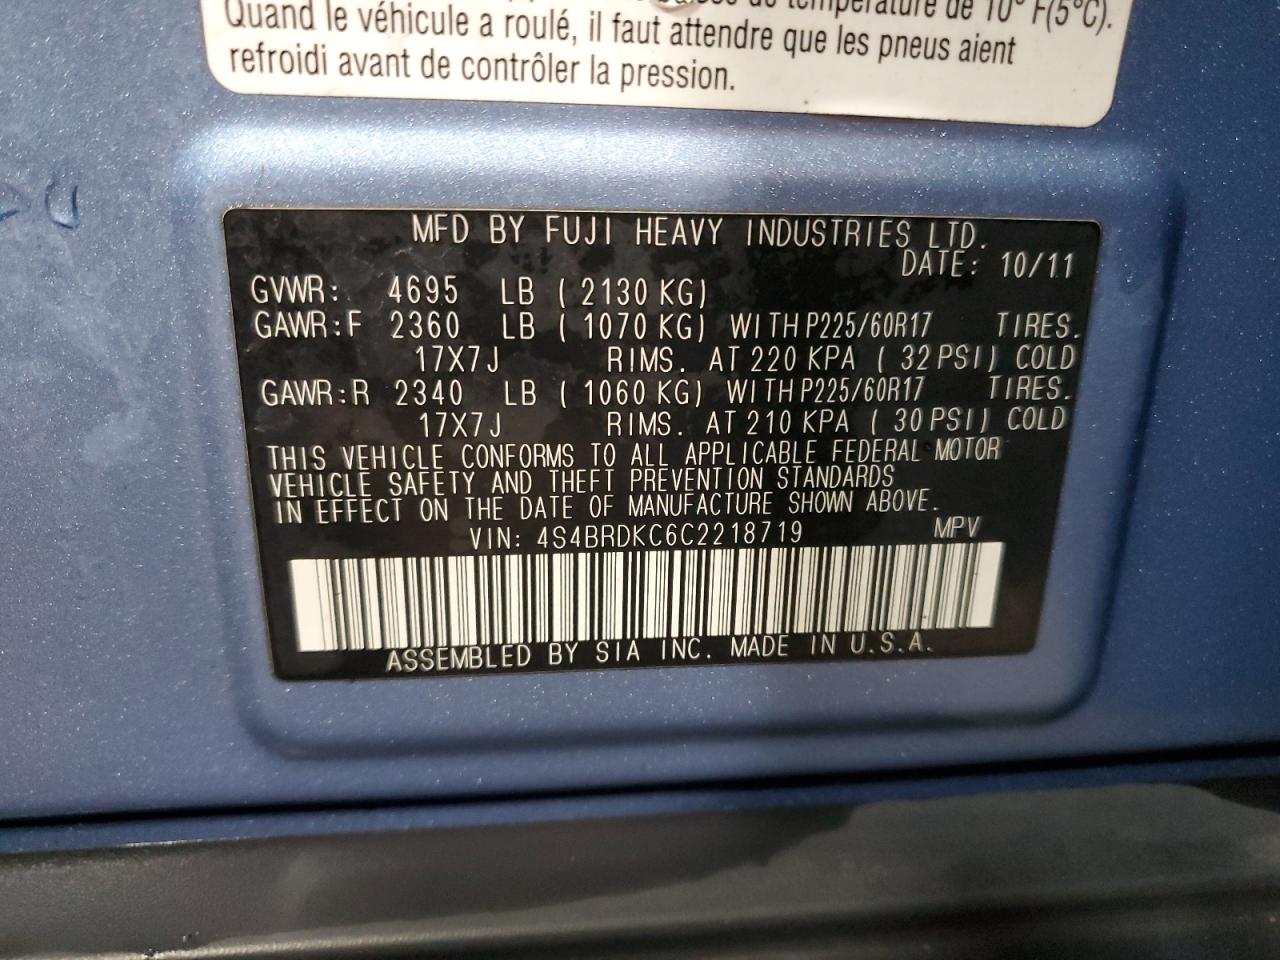 de température de 10° F(5°C).
Quand le véhicule a roulé, il faut attendre que les pneus aient
refroidi avant de contrôler la pression.
MFD BY FUJI HEAVY INDUSTRIES LTD.
DATE: 10/11
GVWR: 4695 LB ( 2130 KG)
GAWR:F 2360 LB ( 1070 KG) WITH P225/60R17 TIRES.
17X7J RIMS. AT 220 KPA ( 32 PSI) COLD
GAWR:R 2340 LB ( 1060 KG) WITH P225/60R17 TIRES.
17X7J RIMS. AT 210 KPA ( 30 PSI) COLD
THIS VEHICLE CONFORMS TO ALL APPLICABLE FEDERAL MOTOR
VEHICLE SAFETY AND THEFT PREVENTION STANDARDS
IN EFFECT ON THE DATE OF MANUFACTURE SHOWN ABOVE.
VIN: 4S4BRDKC6C2218719 MPV
ASSEMBLED BY SIA INC. MADE IN U.S.A.